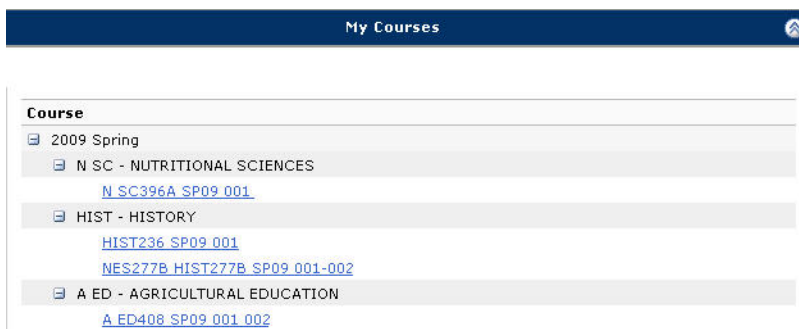 My Courses
Course
2009 Spring
N SC - NUTRITIONAL SCIENCES
N SC396A SP09 001
HIST - HISTORY
HIST236 SP09 001
NES277B HIST277B SP09 001-002
A ED - AGRICULTURAL EDUCATION
A ED408 SP09 001 002